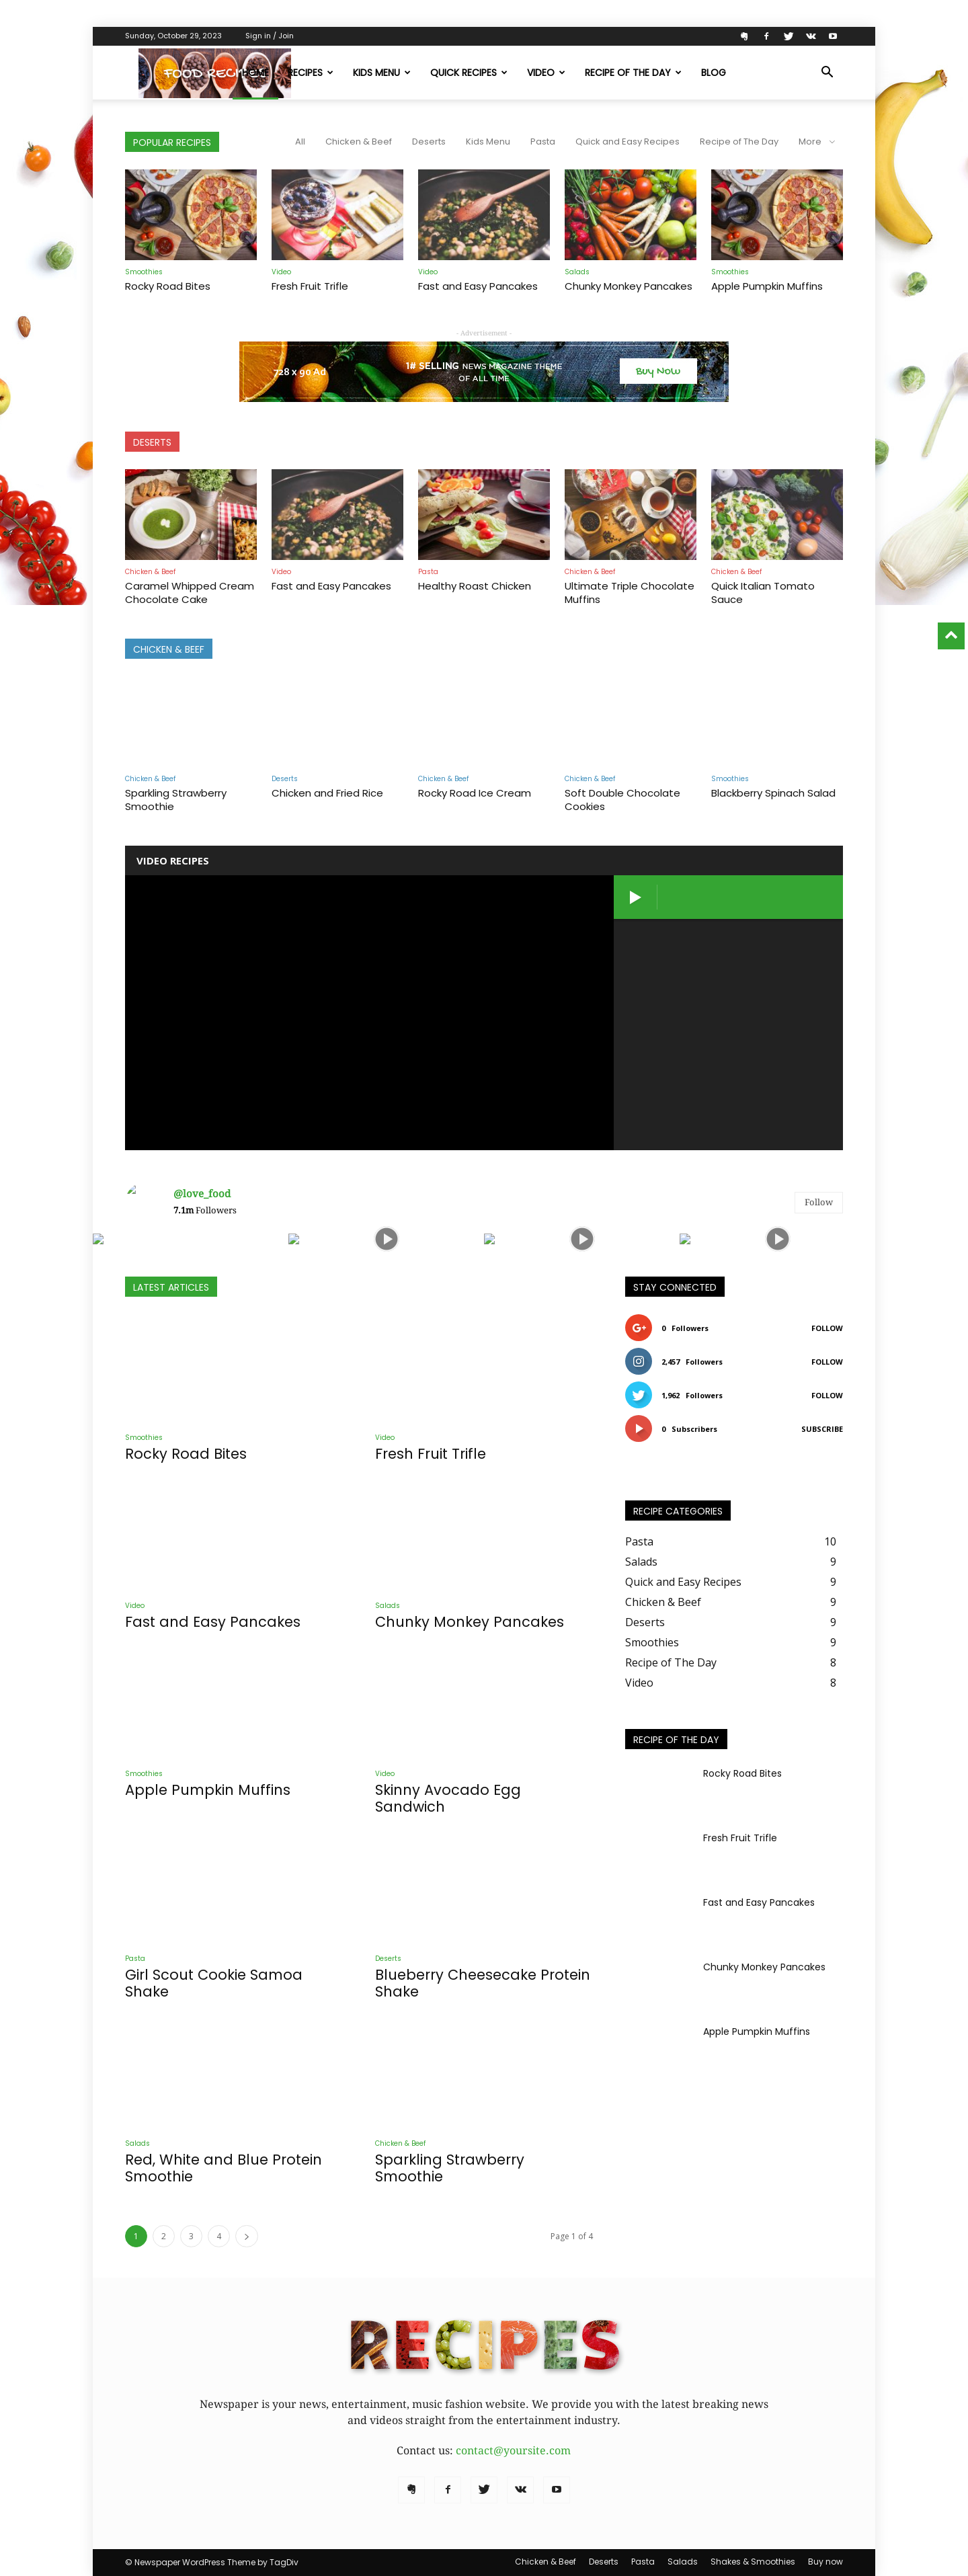 Sunday, October 29, 2023 Sign in / Join
HOME RECIPES KIDS MENU QUICK RECIPES VIDEO RECIPE OF THE DAY BLOG
POPULAR RECIPES All Chicken & Beef Deserts Kids Menu Pasta Quick and Easy Recipes Recipe of The Day More
Smoothies Video Video Salads Smoothies
Rocky Road Bites Fresh Fruit Trifle Fast and Easy Pancakes Chunky Monkey Pancakes Apple Pumpkin Muffins
- Advertisement -
728 x 90 Ad
1# SELLING NEWS MAGAZINE THEME
OF ALL TIME
Buy Now
DESERTS
Chicken & Beef Video Pasta Chicken & Beef Chicken & Beef
Caramel Whipped Cream Chocolate Cake
Fast and Easy Pancakes
Healthy Roast Chicken
Ultimate Triple Chocolate Muffins
Quick Italian Tomato Sauce
CHICKEN & BEEF
Chicken & Beef Deserts Chicken & Beef Chicken & Beef Smoothies
Sparkling Strawberry Smoothie
Chicken and Fried Rice
Rocky Road Ice Cream
Soft Double Chocolate Cookies
Blackberry Spinach Salad
VIDEO RECIPES
@love_food
7.1m Followers
Follow
LATEST ARTICLES
Smoothies Video
Rocky Road Bites Fresh Fruit Trifle
Video Salads
Fast and Easy Pancakes Chunky Monkey Pancakes
Smoothies Video
Apple Pumpkin Muffins
Skinny Avocado Egg
Sandwich
Pasta Deserts
Girl Scout Cookie Samoa
Shake
Blueberry Cheesecake Protein
Shake
Salads Chicken & Beef
Red, White and Blue Protein
Smoothie
Sparkling Strawberry
Smoothie
1 2 3 4
Page 1 of 4
STAY CONNECTED
0 Followers FOLLOW
2,457 Followers FOLLOW
1,962 Followers FOLLOW
0 Subscribers SUBSCRIBE
RECIPE CATEGORIES
Pasta 10
Salads 9
Quick and Easy Recipes 9
Chicken & Beef 9
Deserts 9
Smoothies 9
Recipe of The Day 8
Video 8
RECIPE OF THE DAY
Rocky Road Bites
Fresh Fruit Trifle
Fast and Easy Pancakes
Chunky Monkey Pancakes
Apple Pumpkin Muffins
RECIPES
Newspaper is your news, entertainment, music fashion website. We provide you with the latest breaking news
and videos straight from the entertainment industry.
Contact us: contact@yoursite.com
© Newspaper WordPress Theme by TagDiv
Chicken & Beef Deserts Pasta Salads Shakes & Smoothies Buy now